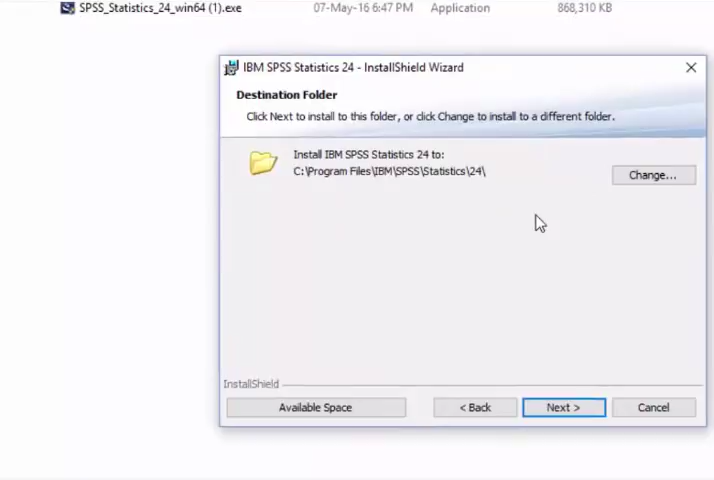 SPSS_Statistics_24_win64 (1).exe 07-May-16 6:47 PM Application 868,310 KB
IBM SPSS Statistics 24 - InstallShield Wizard
Destination Folder
Click Next to install to this folder, or click Change to install to a different folder.
Install IBM SPSS Statistics 24 to:
C:\Program Files\IBM\SPSS\Statistics\24\
Change...
InstallShield
Available Space
< Back
Next >
Cancel